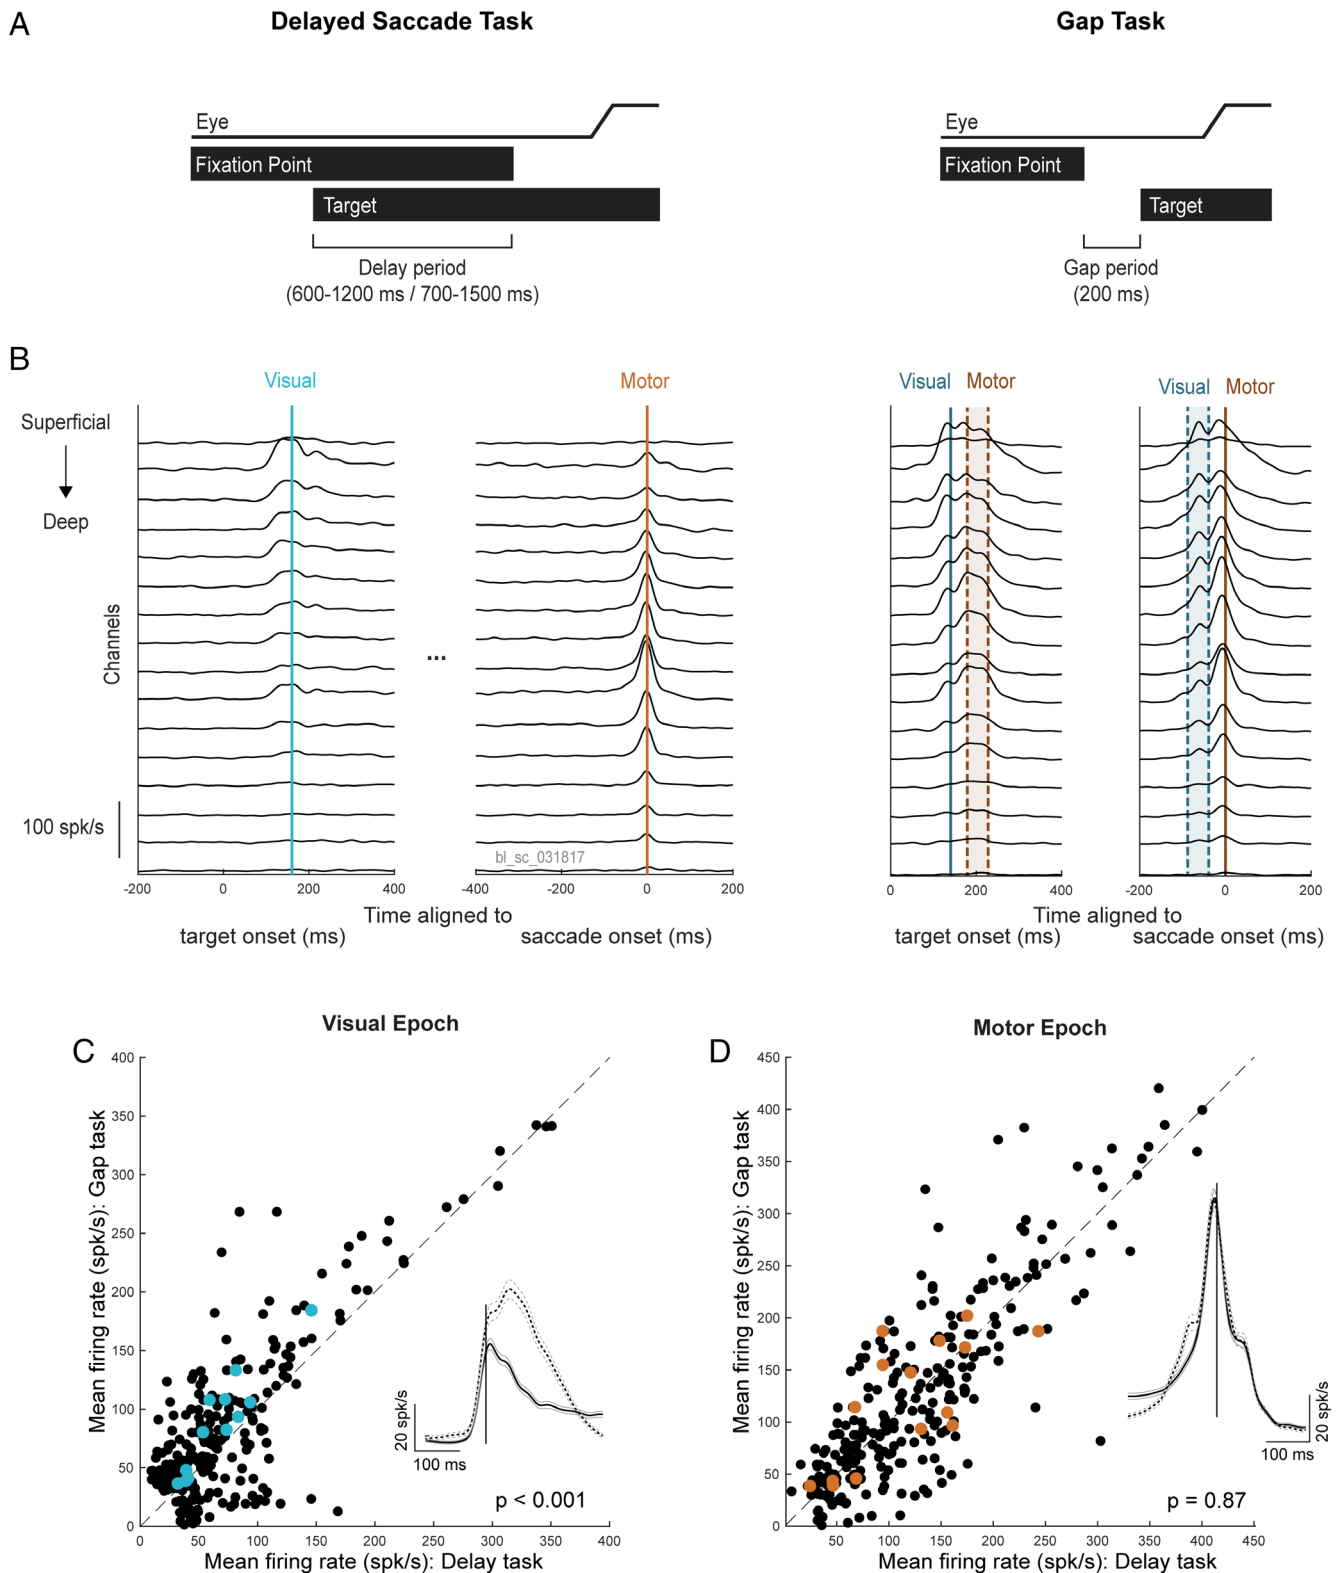 A
Delayed Saccade Task
Gap Task
Eye
Fixation Point
Target
Delay period
(600-1200 ms / 700-1500 ms)
Eye
Fixation Point
Target
Gap period
(200 ms)
B
Visual
Motor
Visual
Motor
Visual
Motor
Superficial
Deep
Channels
100 spk/s
...
bl_sc_031817
-200
0
200
400
-400
-200
0
200
0
200
400
-200
0
200
Time aligned to
target onset (ms)
saccade onset (ms)
Time aligned to
target onset (ms)
saccade onset (ms)
C
Visual Epoch
Mean firing rate (spk/s): Gap task
400
350
300
250
200
150
100
50
0
0
50
100
150
200
250
300
350
400
Mean firing rate (spk/s): Delay task
20 spk/s
100 ms
p < 0.001
D
Motor Epoch
Mean firing rate (spk/s): Gap task
450
400
350
300
250
200
150
100
50
0
50
100
150
200
250
300
350
400
450
Mean firing rate (spk/s): Delay task
20 spk/s
100 ms
p = 0.87